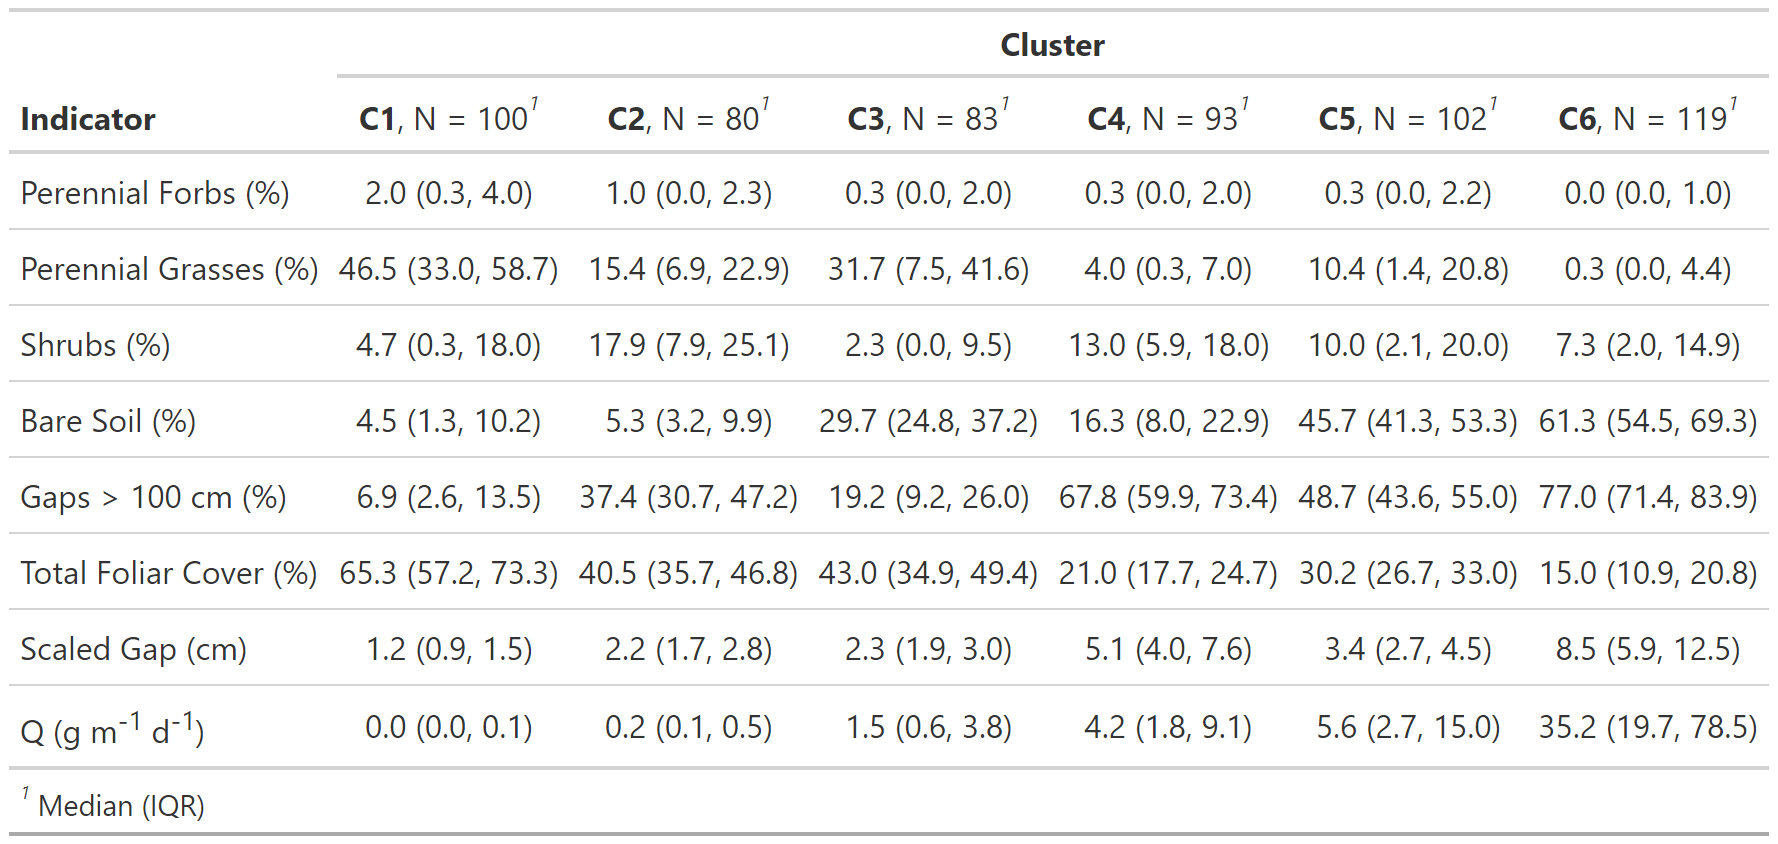 Cluster
Indicator C1, N = 100¹ C2, N = 80¹ C3, N = 83¹ C4, N = 93¹ C5, N = 102¹ C6, N = 119¹
Perennial Forbs (%) 2.0 (0.3, 4.0) 1.0 (0.0, 2.3) 0.3 (0.0, 2.0) 0.3 (0.0, 2.0) 0.3 (0.0, 2.2) 0.0 (0.0, 1.0)
Perennial Grasses (%) 46.5 (33.0, 58.7) 15.4 (6.9, 22.9) 31.7 (7.5, 41.6) 4.0 (0.3, 7.0) 10.4 (1.4, 20.8) 0.3 (0.0, 4.4)
Shrubs (%) 4.7 (0.3, 18.0) 17.9 (7.9, 25.1) 2.3 (0.0, 9.5) 13.0 (5.9, 18.0) 10.0 (2.1, 20.0) 7.3 (2.0, 14.9)
Bare Soil (%) 4.5 (1.3, 10.2) 5.3 (3.2, 9.9) 29.7 (24.8, 37.2) 16.3 (8.0, 22.9) 45.7 (41.3, 53.3) 61.3 (54.5, 69.3)
Gaps > 100 cm (%) 6.9 (2.6, 13.5) 37.4 (30.7, 47.2) 19.2 (9.2, 26.0) 67.8 (59.9, 73.4) 48.7 (43.6, 55.0) 77.0 (71.4, 83.9)
Total Foliar Cover (%) 65.3 (57.2, 73.3) 40.5 (35.7, 46.8) 43.0 (34.9, 49.4) 21.0 (17.7, 24.7) 30.2 (26.7, 33.0) 15.0 (10.9, 20.8)
Scaled Gap (cm) 1.2 (0.9, 1.5) 2.2 (1.7, 2.8) 2.3 (1.9, 3.0) 5.1 (4.0, 7.6) 3.4 (2.7, 4.5) 8.5 (5.9, 12.5)
Q (g m⁻¹ d⁻¹) 0.0 (0.0, 0.1) 0.2 (0.1, 0.5) 1.5 (0.6, 3.8) 4.2 (1.8, 9.1) 5.6 (2.7, 15.0) 35.2 (19.7, 78.5)
¹ Median (IQR)